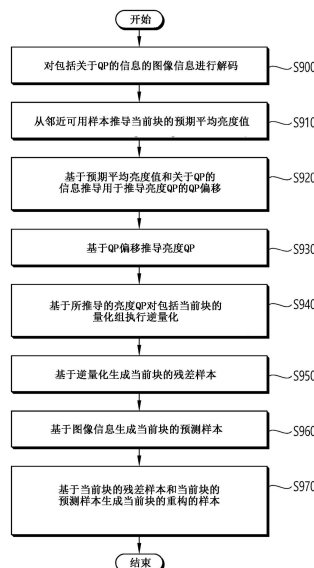 开始
对包括关于QP的信息的图像信息进行解码
S900
从邻近可用样本推导当前块的预期平均亮度值
S910
基于预期平均亮度值和关于QP的
信息推导用于推导亮度QP的QP偏移
S920
基于QP偏移推导亮度QP
S930
基于所推导的亮度QP对包括当前块的
量化组执行逆量化
S940
基于逆量化生成当前块的残差样本
S950
基于图像信息生成当前块的预测样本
S960
基于当前块的残差样本和当前块的
预测样本生成当前块的重构的样本
S970
结束